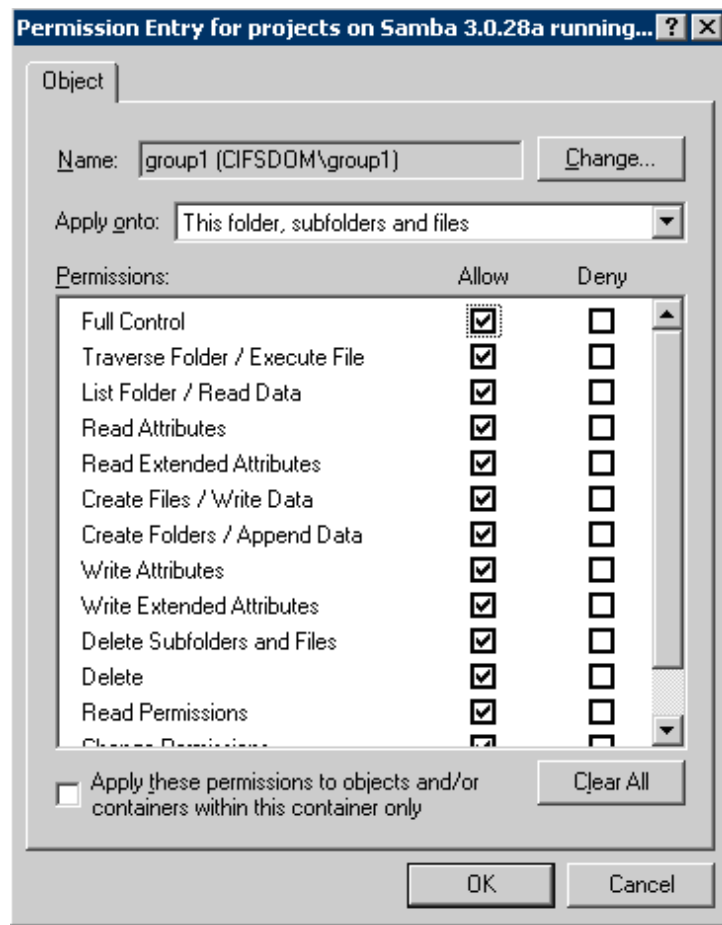 Permission Entry for projects on Samba 3.0.28a running... ? X
Object
Name: group1 (CIFSDOM\group1) Change...
Apply onto: This folder, subfolders and files
Permissions: Allow Deny
Full Control
Traverse Folder / Execute File
List Folder / Read Data
Read Attributes
Read Extended Attributes
Create Files / Write Data
Create Folders / Append Data
Write Attributes
Write Extended Attributes
Delete Subfolders and Files
Delete
Read Permissions
Change Permissions
Apply these permissions to objects and/or
containers within this container only
Clear All
OK Cancel